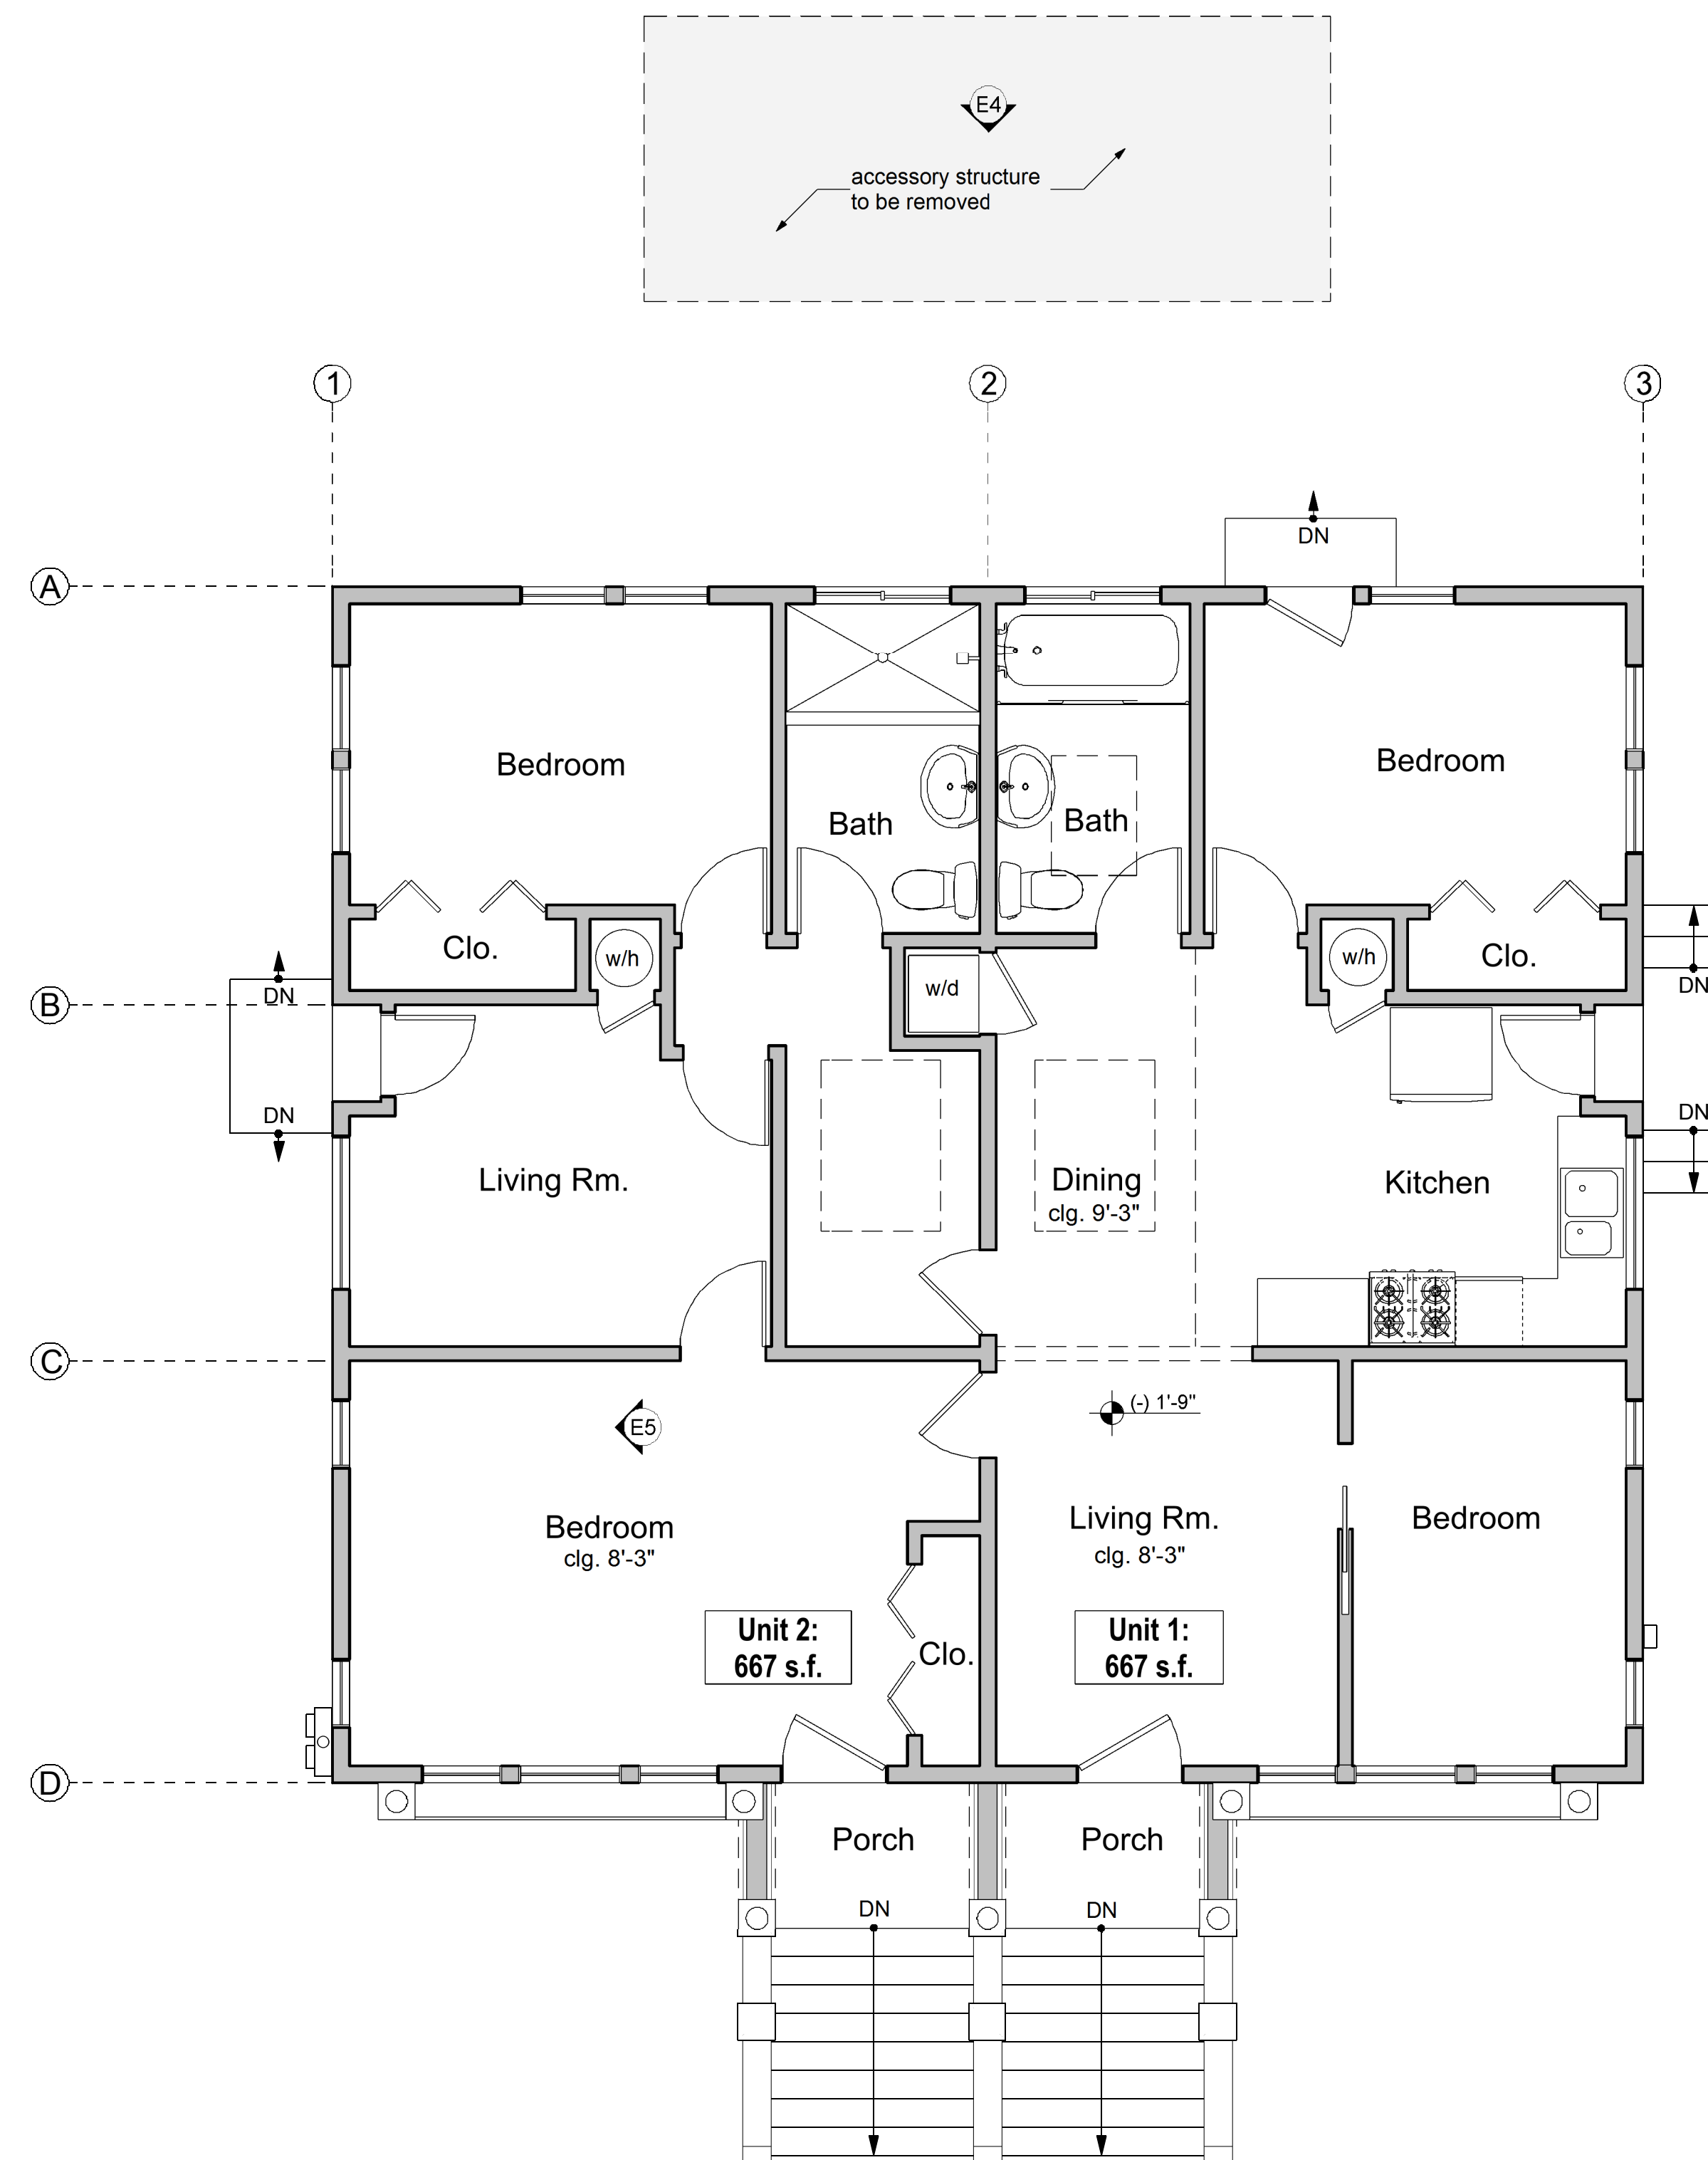 E4
accessory structure
to be removed
1
2
3
DN
A
Bedroom
Bedroom
Bath
Bath
Clo.
w/h
w/h
Clo.
w/d
DN
DN
B
DN
DN
Living Rm.
Dining
clg. 9'-3"
Kitchen
C
(-) 1'-9"
E5
Bedroom
clg. 8'-3"
Living Rm.
clg. 8'-3"
Bedroom
Unit 2:
667 s.f.
Unit 1:
667 s.f.
Clo.
D
Porch
Porch
DN
DN